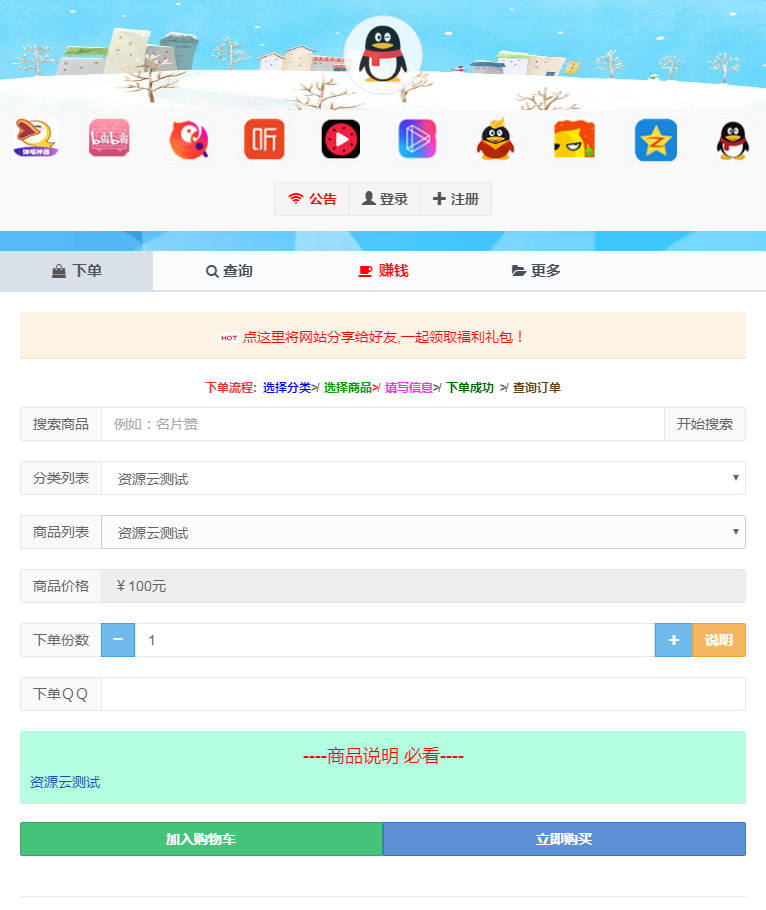 弹唱神器
bilibili
听
公告 登录 注册
下单 查询 赚钱 更多
HOT 点这里将网站分享给好友,一起领取福利礼包！
下单流程: 选择分类>/ 选择商品>/ 填写信息>/ 下单成功 >/ 查询订单
搜索商品 例如：名片赞 开始搜索
分类列表 资源云测试
商品列表 资源云测试
商品价格 ￥100元
下单份数 − 1 + 说明
下单ＱＱ
----商品说明 必看----
资源云测试
加入购物车 立即购买